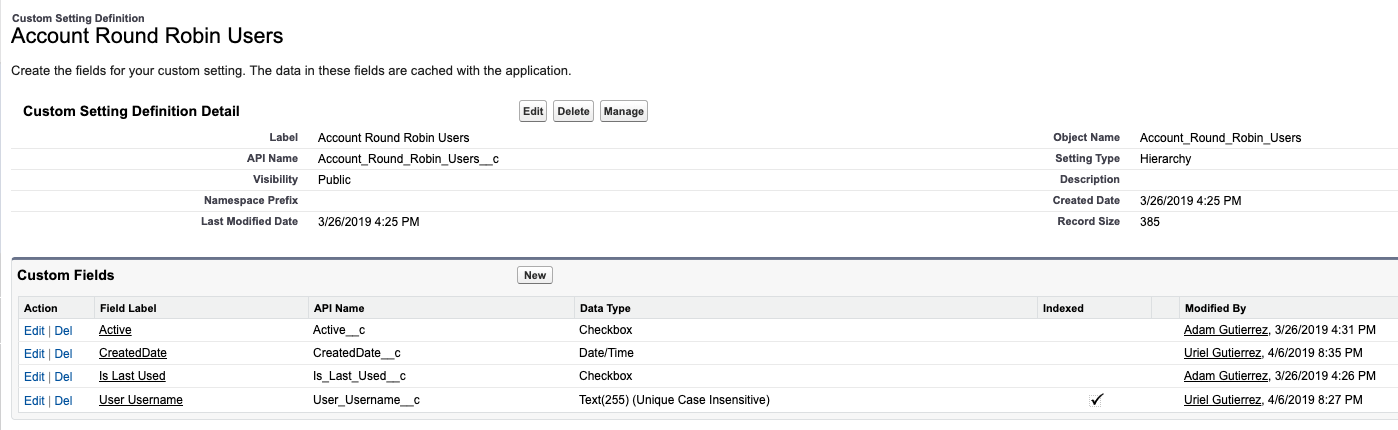 Custom Setting Definition
Account Round Robin Users
Create the fields for your custom setting. The data in these fields are cached with the application.
Custom Setting Definition Detail Edit Delete Manage
Label Account Round Robin Users Object Name Account_Round_Robin_Users
API Name Account_Round_Robin_Users__c Setting Type Hierarchy
Visibility Public Description
Namespace Prefix Created Date 3/26/2019 4:25 PM
Last Modified Date 3/26/2019 4:25 PM Record Size 385
Custom Fields New
Action Field Label API Name Data Type Indexed Modified By
Edit | Del Active Active__c Checkbox Adam Gutierrez, 3/26/2019 4:31 PM
Edit | Del CreatedDate CreatedDate__c Date/Time Uriel Gutierrez, 4/6/2019 8:35 PM
Edit | Del Is Last Used Is_Last_Used__c Checkbox Adam Gutierrez, 3/26/2019 4:26 PM
Edit | Del User Username User_Username__c Text(255) (Unique Case Insensitive) Uriel Gutierrez, 4/6/2019 8:27 PM